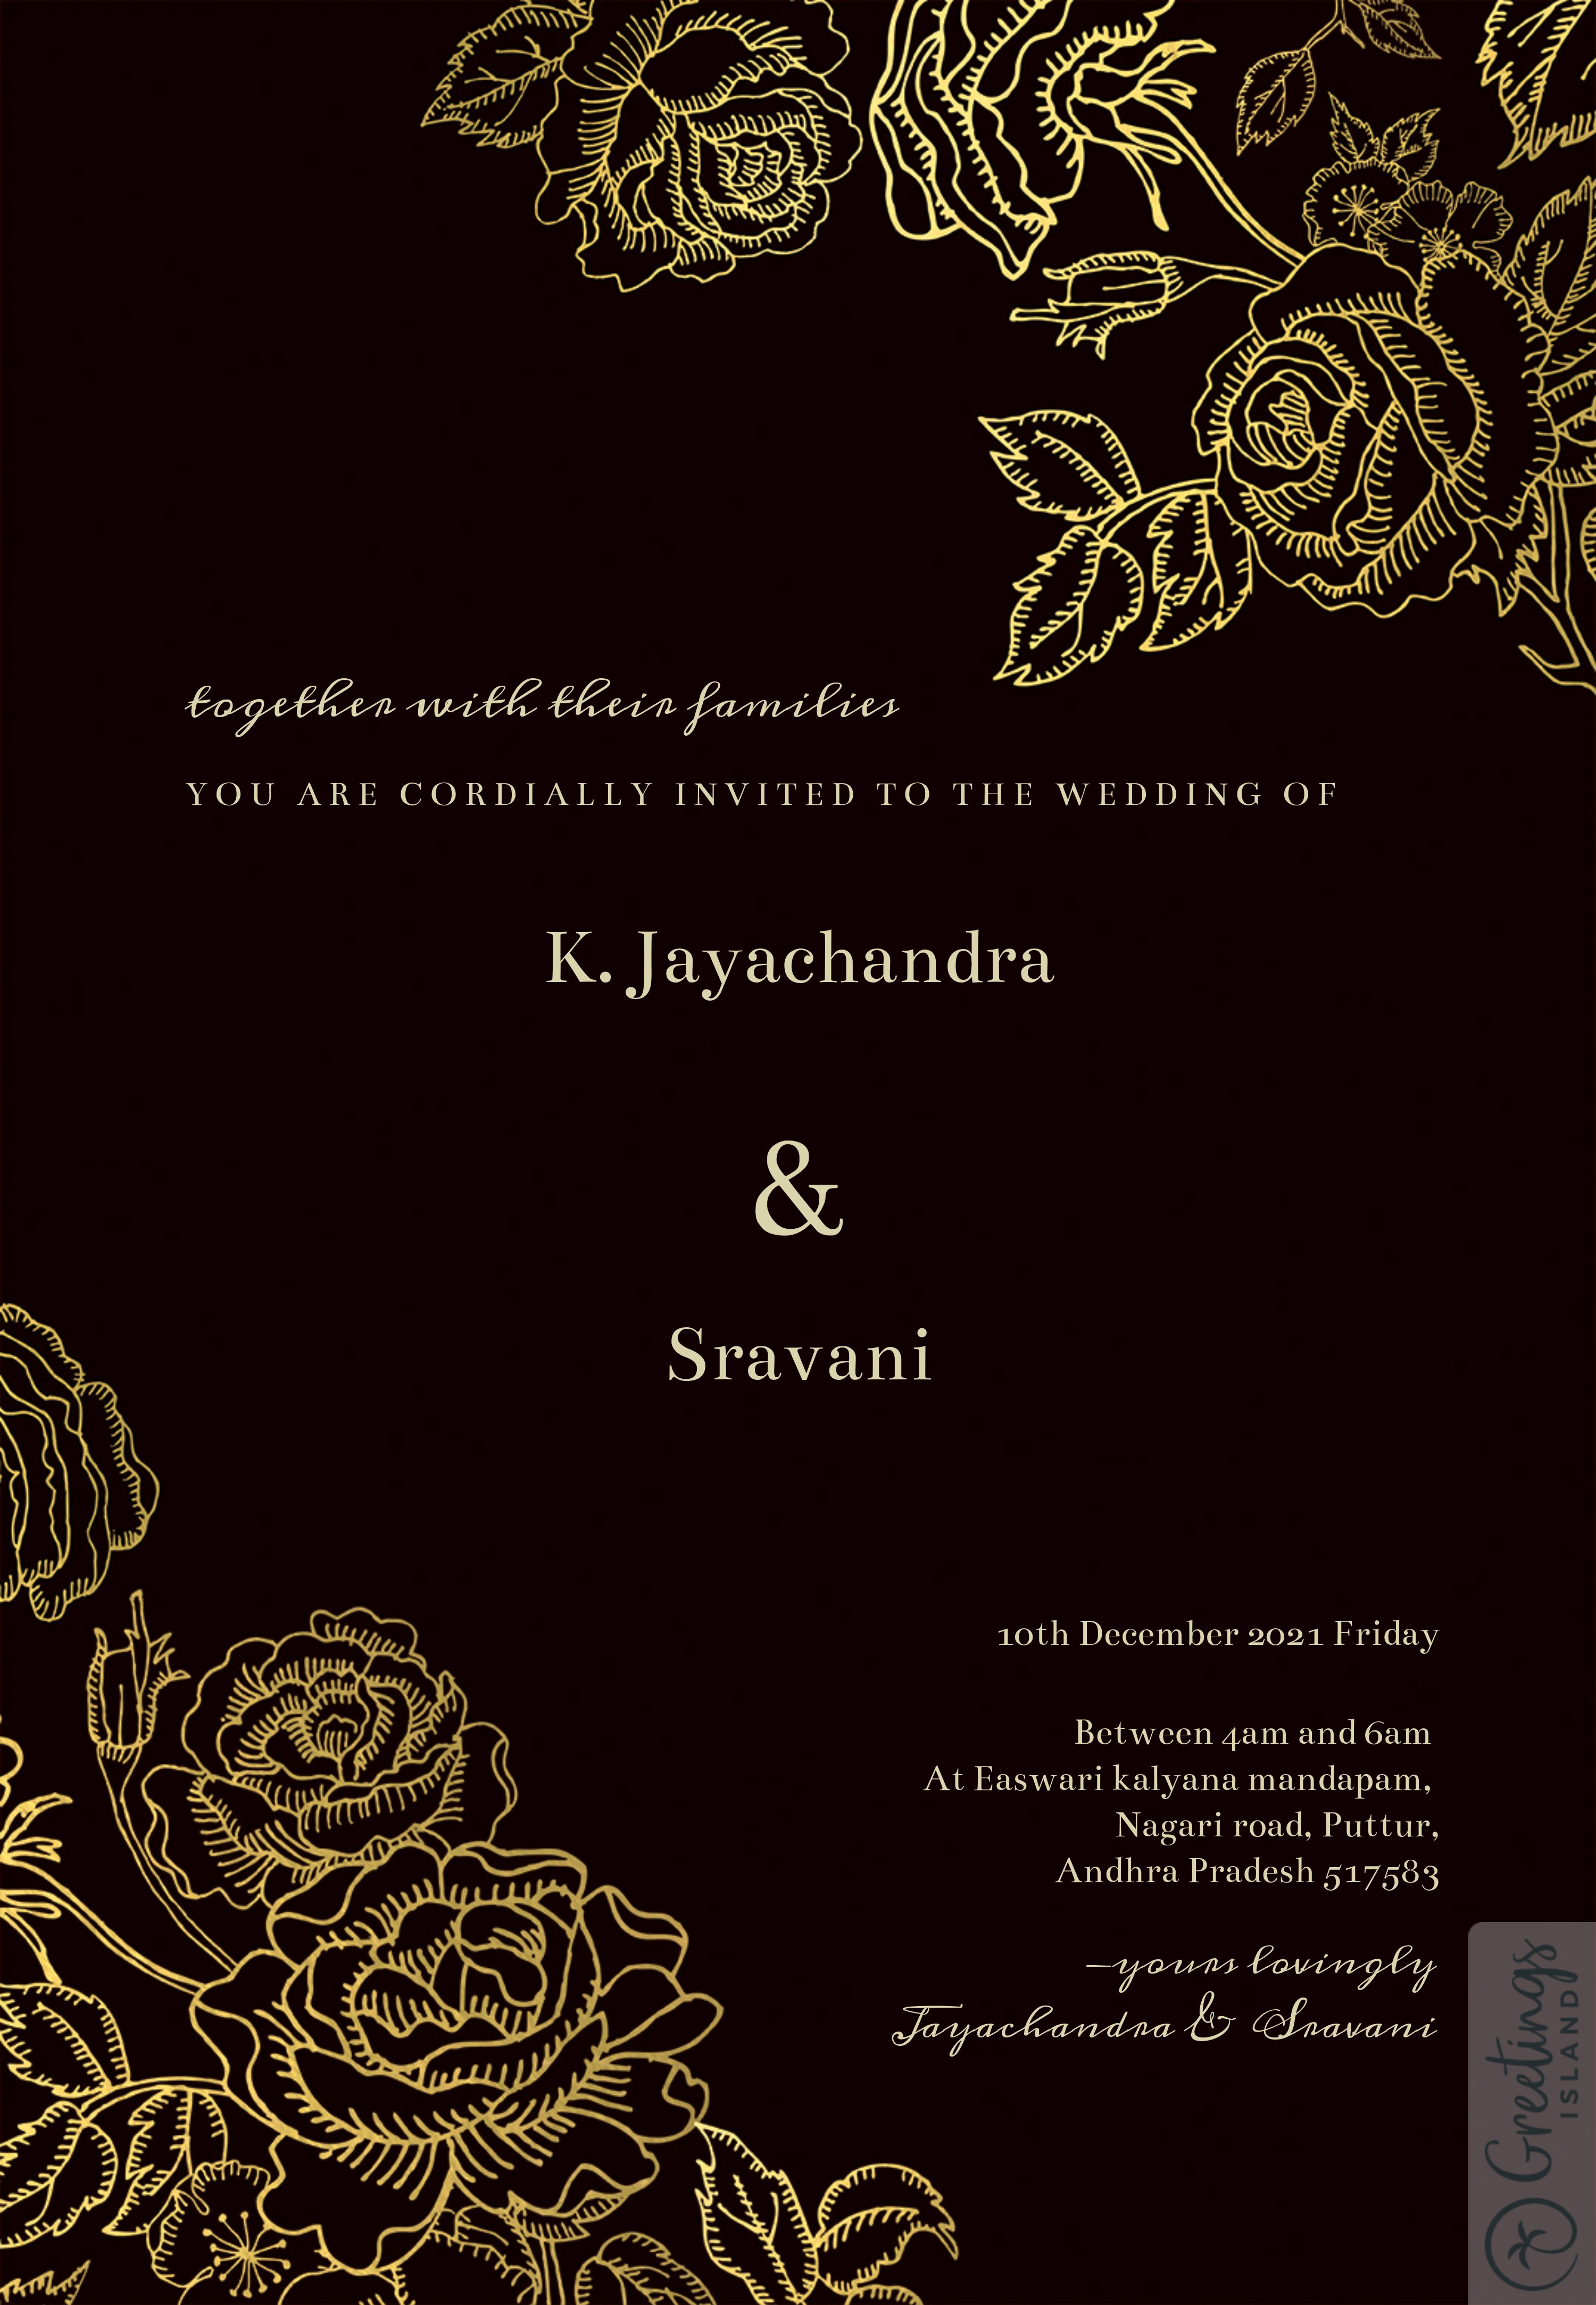 together with their families
YOU ARE CORDIALLY INVITED TO THE WEDDING OF
K. Jayachandra
&
Sravani
10th December 2021 Friday
Between 4am and 6am
At Easwari kalyana mandapam,
Nagari road, Puttur,
Andhra Pradesh 517583
—yours lovingly
Jayachandra & Sravani
Greetings
ISLAND